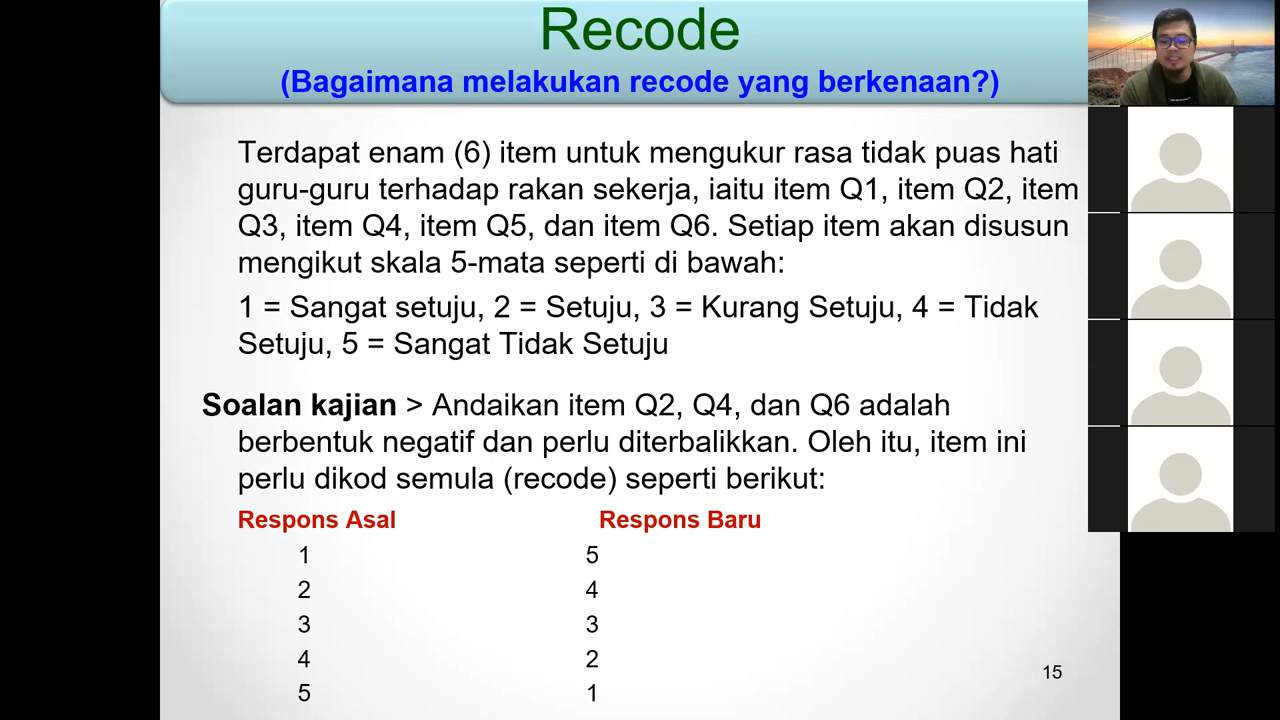 Recode
(Bagaimana melakukan recode yang berkenaan?)
Terdapat enam (6) item untuk mengukur rasa tidak puas hati
guru-guru terhadap rakan sekerja, iaitu item Q1, item Q2, item
Q3, item Q4, item Q5, dan item Q6. Setiap item akan disusun
mengikut skala 5-mata seperti di bawah:
1 = Sangat setuju, 2 = Setuju, 3 = Kurang Setuju, 4 = Tidak
Setuju, 5 = Sangat Tidak Setuju
Soalan kajian > Andaikan item Q2, Q4, dan Q6 adalah
berbentuk negatif dan perlu diterbalikkan. Oleh itu, item ini
perlu dikod semula (recode) seperti berikut:
Respons Asal Respons Baru
1 5
2 4
3 3
4 2
5 1
15